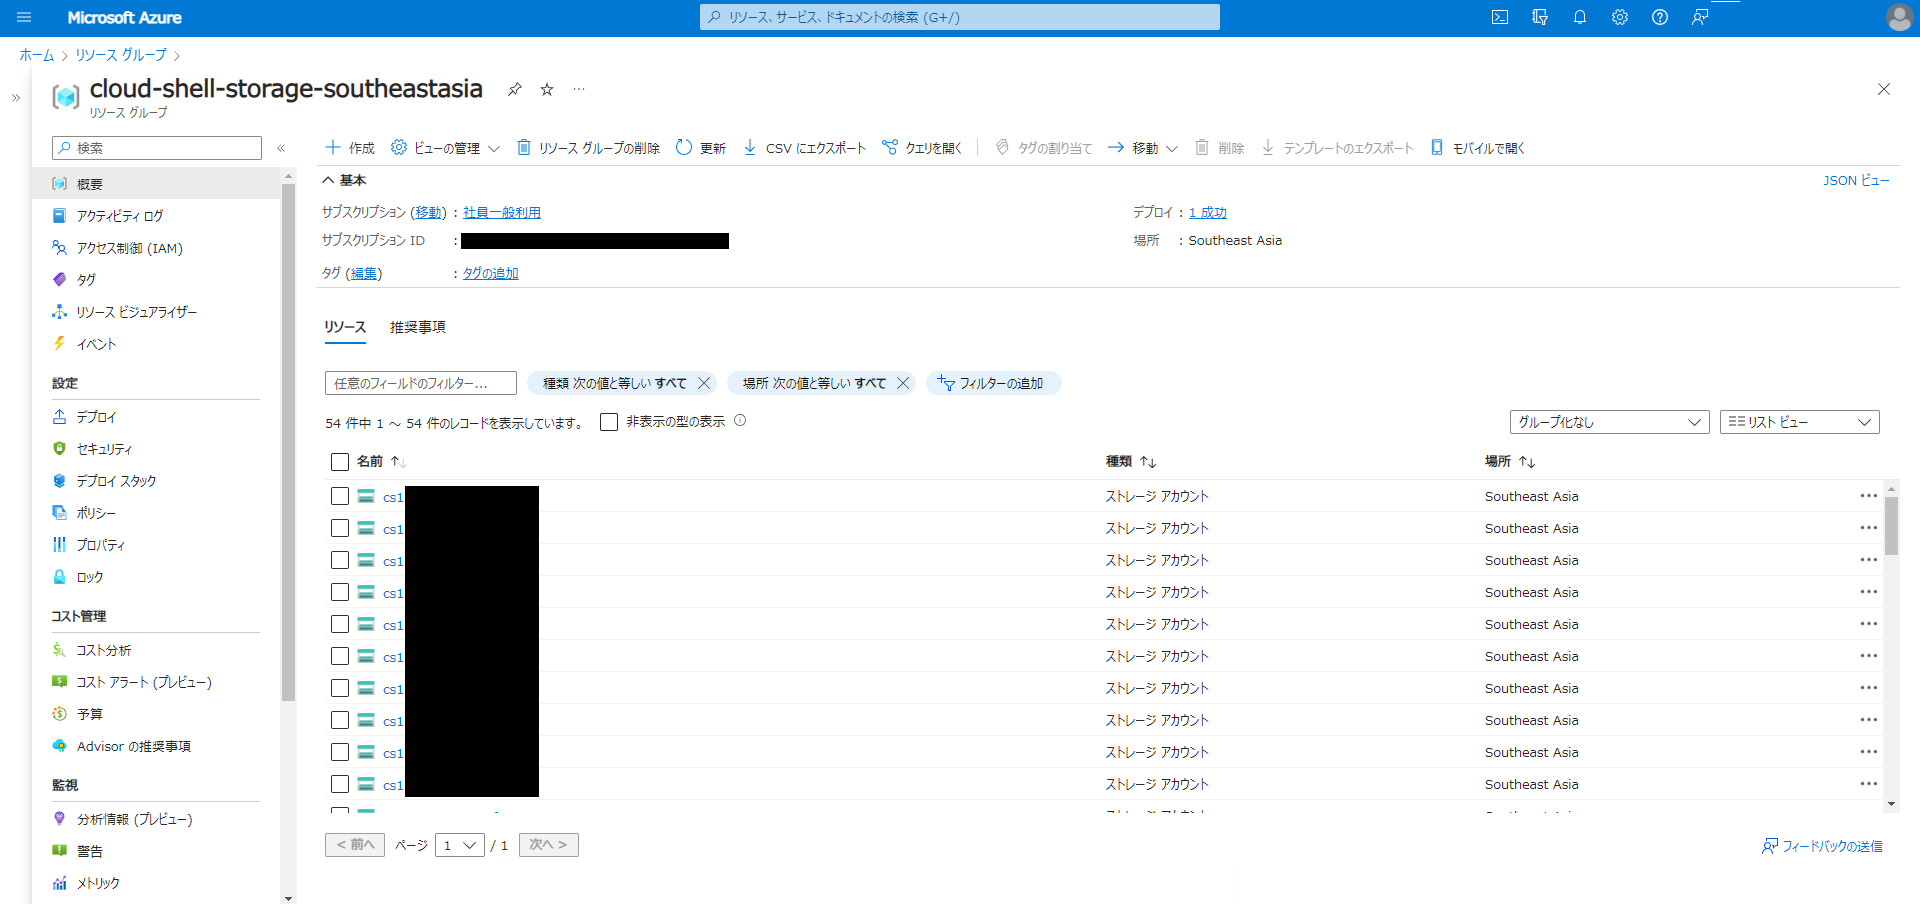 Microsoft Azure
リソース、サービス、ドキュメントの検索 (G+/)
ホーム > リソース グループ >
cloud-shell-storage-southeastasia
リソース グループ
検索
作成
ビューの管理
リソース グループの削除
更新
CSV にエクスポート
クエリを開く
タグの割り当て
移動
削除
テンプレートのエクスポート
モバイルで開く
概要
アクティビティ ログ
アクセス制御 (IAM)
タグ
リソース ビジュアライザー
イベント
設定
デプロイ
セキュリティ
デプロイ スタック
ポリシー
プロパティ
ロック
コスト管理
コスト分析
コスト アラート (プレビュー)
予算
Advisor の推奨事項
監視
分析情報 (プレビュー)
警告
メトリック
基本
JSON ビュー
サブスクリプション (移動) : 社員一般利用
デプロイ : 1 成功
サブスクリプション ID :
場所 : Southeast Asia
タグ (編集) : タグの追加
リソース 推奨事項
任意のフィールドのフィルター...
種類 次の値と等しい すべて
場所 次の値と等しい すべて
フィルターの追加
54 件中 1 ～ 54 件のレコードを表示しています。
非表示の型の表示
グループ化なし
リスト ビュー
名前 種類 場所
cs1 ストレージ アカウント Southeast Asia
cs1 ストレージ アカウント Southeast Asia
cs1 ストレージ アカウント Southeast Asia
cs1 ストレージ アカウント Southeast Asia
cs1 ストレージ アカウント Southeast Asia
cs1 ストレージ アカウント Southeast Asia
cs1 ストレージ アカウント Southeast Asia
cs1 ストレージ アカウント Southeast Asia
cs1 ストレージ アカウント Southeast Asia
cs1 ストレージ アカウント Southeast Asia
< 前へ ページ 1 / 1 次へ >
フィードバックの送信